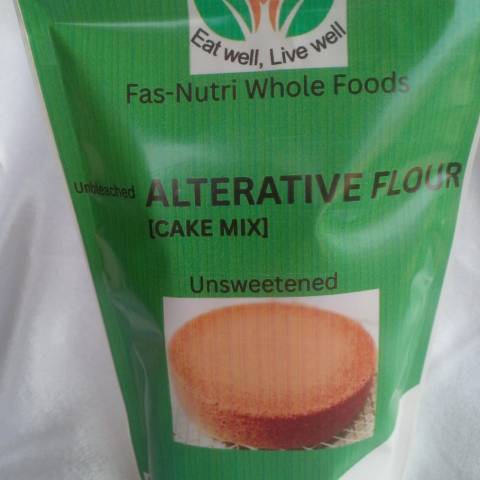 Eat well, Live well
Fas-Nutri Whole Foods
Unbleached ALTERATIVE FLOUR
[CAKE MIX]
Unsweetened